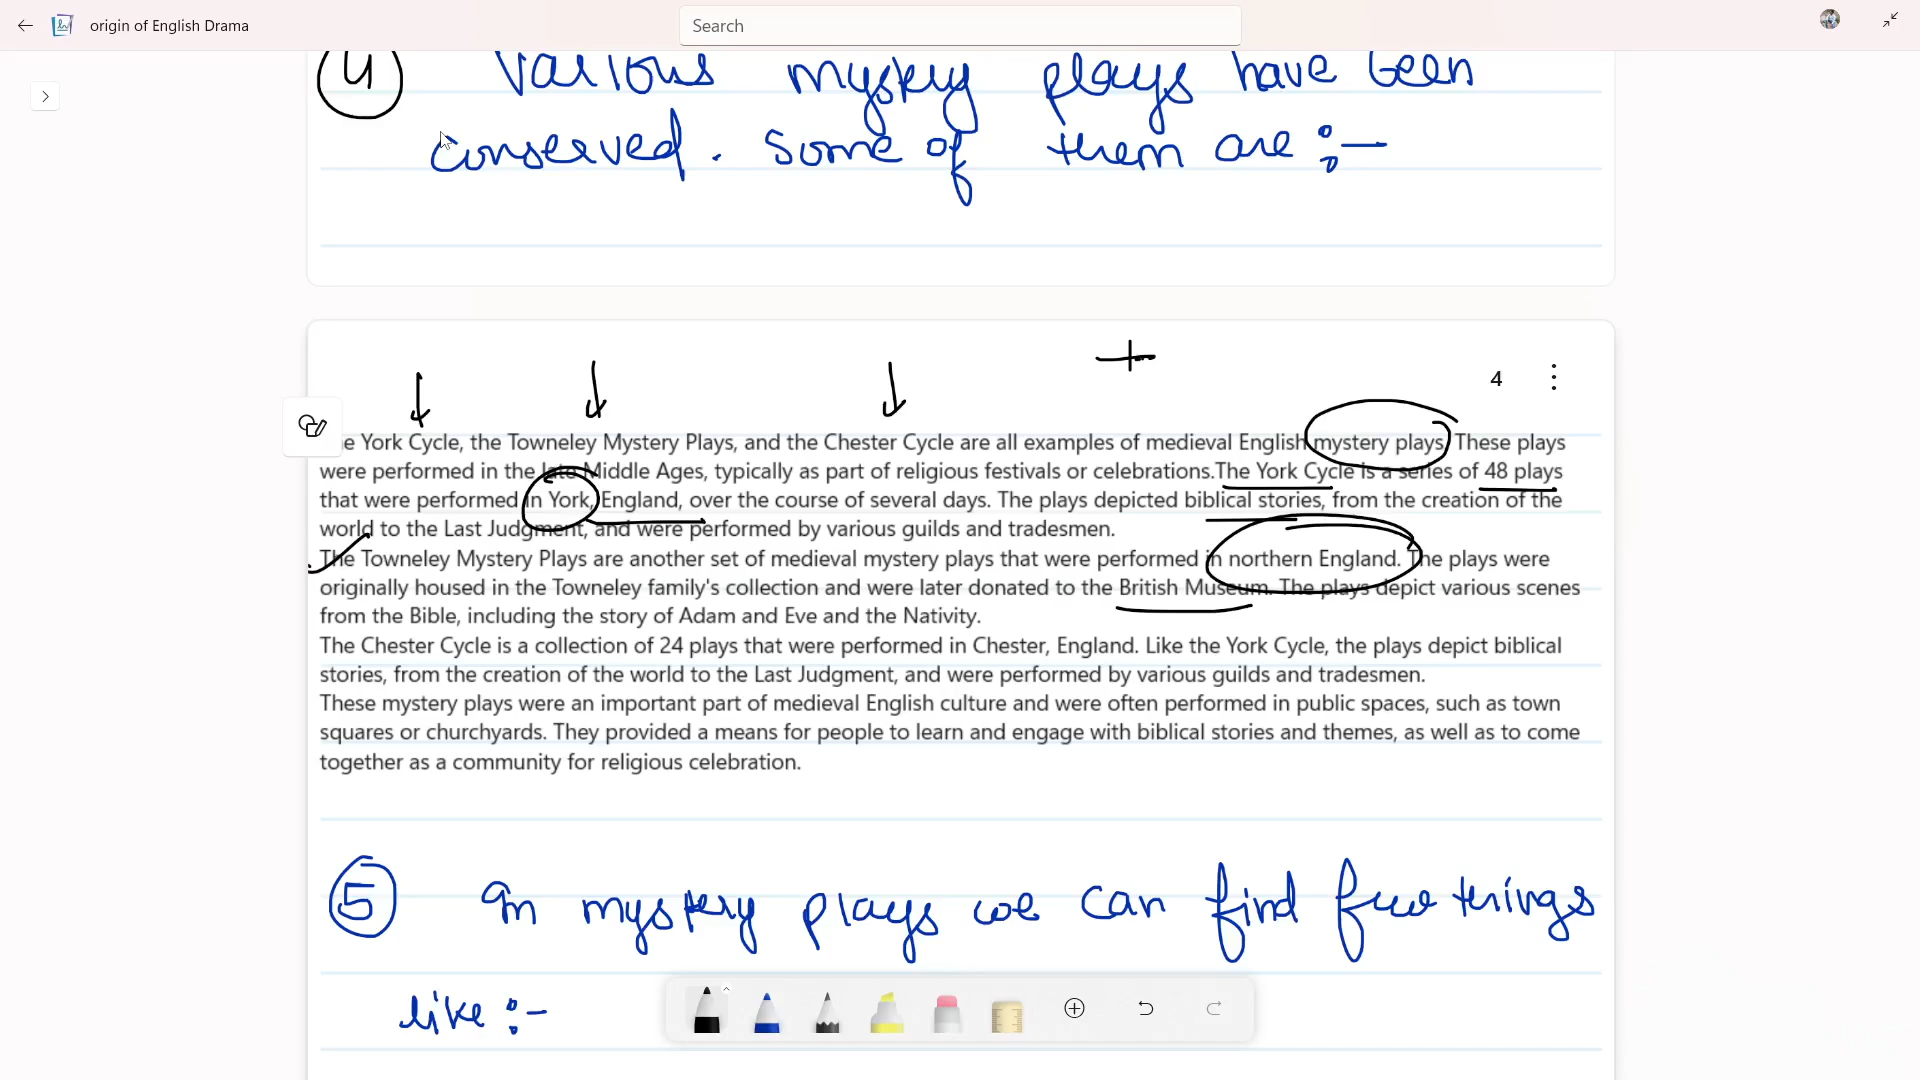 origin of English Drama
Search
4 Various mystery plays have been
conserved. Some of them are :-
4
The York Cycle, the Towneley Mystery Plays, and the Chester Cycle are all examples of medieval English mystery plays. These plays
were performed in the late Middle Ages, typically as part of religious festivals or celebrations.The York Cycle is a series of 48 plays
that were performed in York, England, over the course of several days. The plays depicted biblical stories, from the creation of the
world to the Last Judgment, and were performed by various guilds and tradesmen.
The Towneley Mystery Plays are another set of medieval mystery plays that were performed in northern England. The plays were
originally housed in the Towneley family's collection and were later donated to the British Museum. The plays depict various scenes
from the Bible, including the story of Adam and Eve and the Nativity.
The Chester Cycle is a collection of 24 plays that were performed in Chester, England. Like the York Cycle, the plays depict biblical
stories, from the creation of the world to the Last Judgment, and were performed by various guilds and tradesmen.
These mystery plays were an important part of medieval English culture and were often performed in public spaces, such as town
squares or churchyards. They provided a means for people to learn and engage with biblical stories and themes, as well as to come
together as a community for religious celebration.
5 In mystery plays we can find few things
like :-